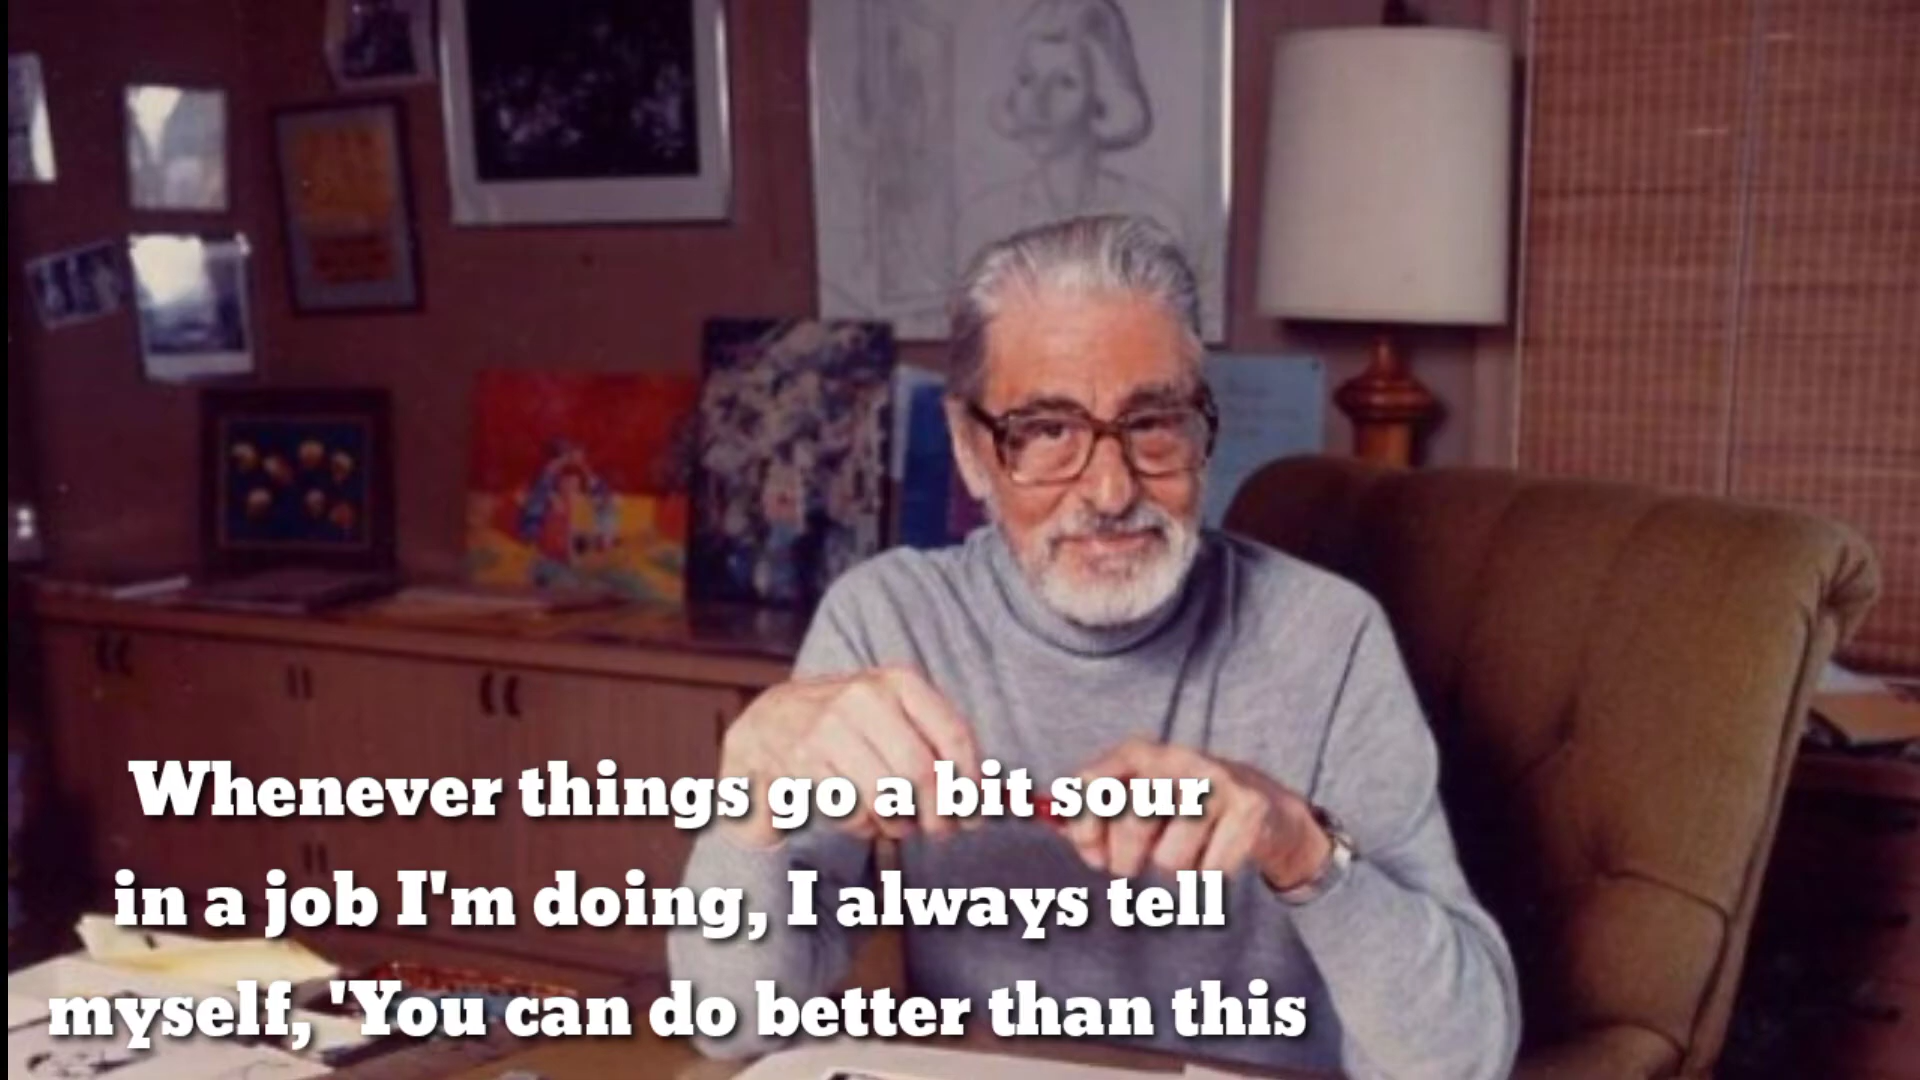 Whenever things go a bit sour
in a job I'm doing, I always tell
myself, 'You can do better than this